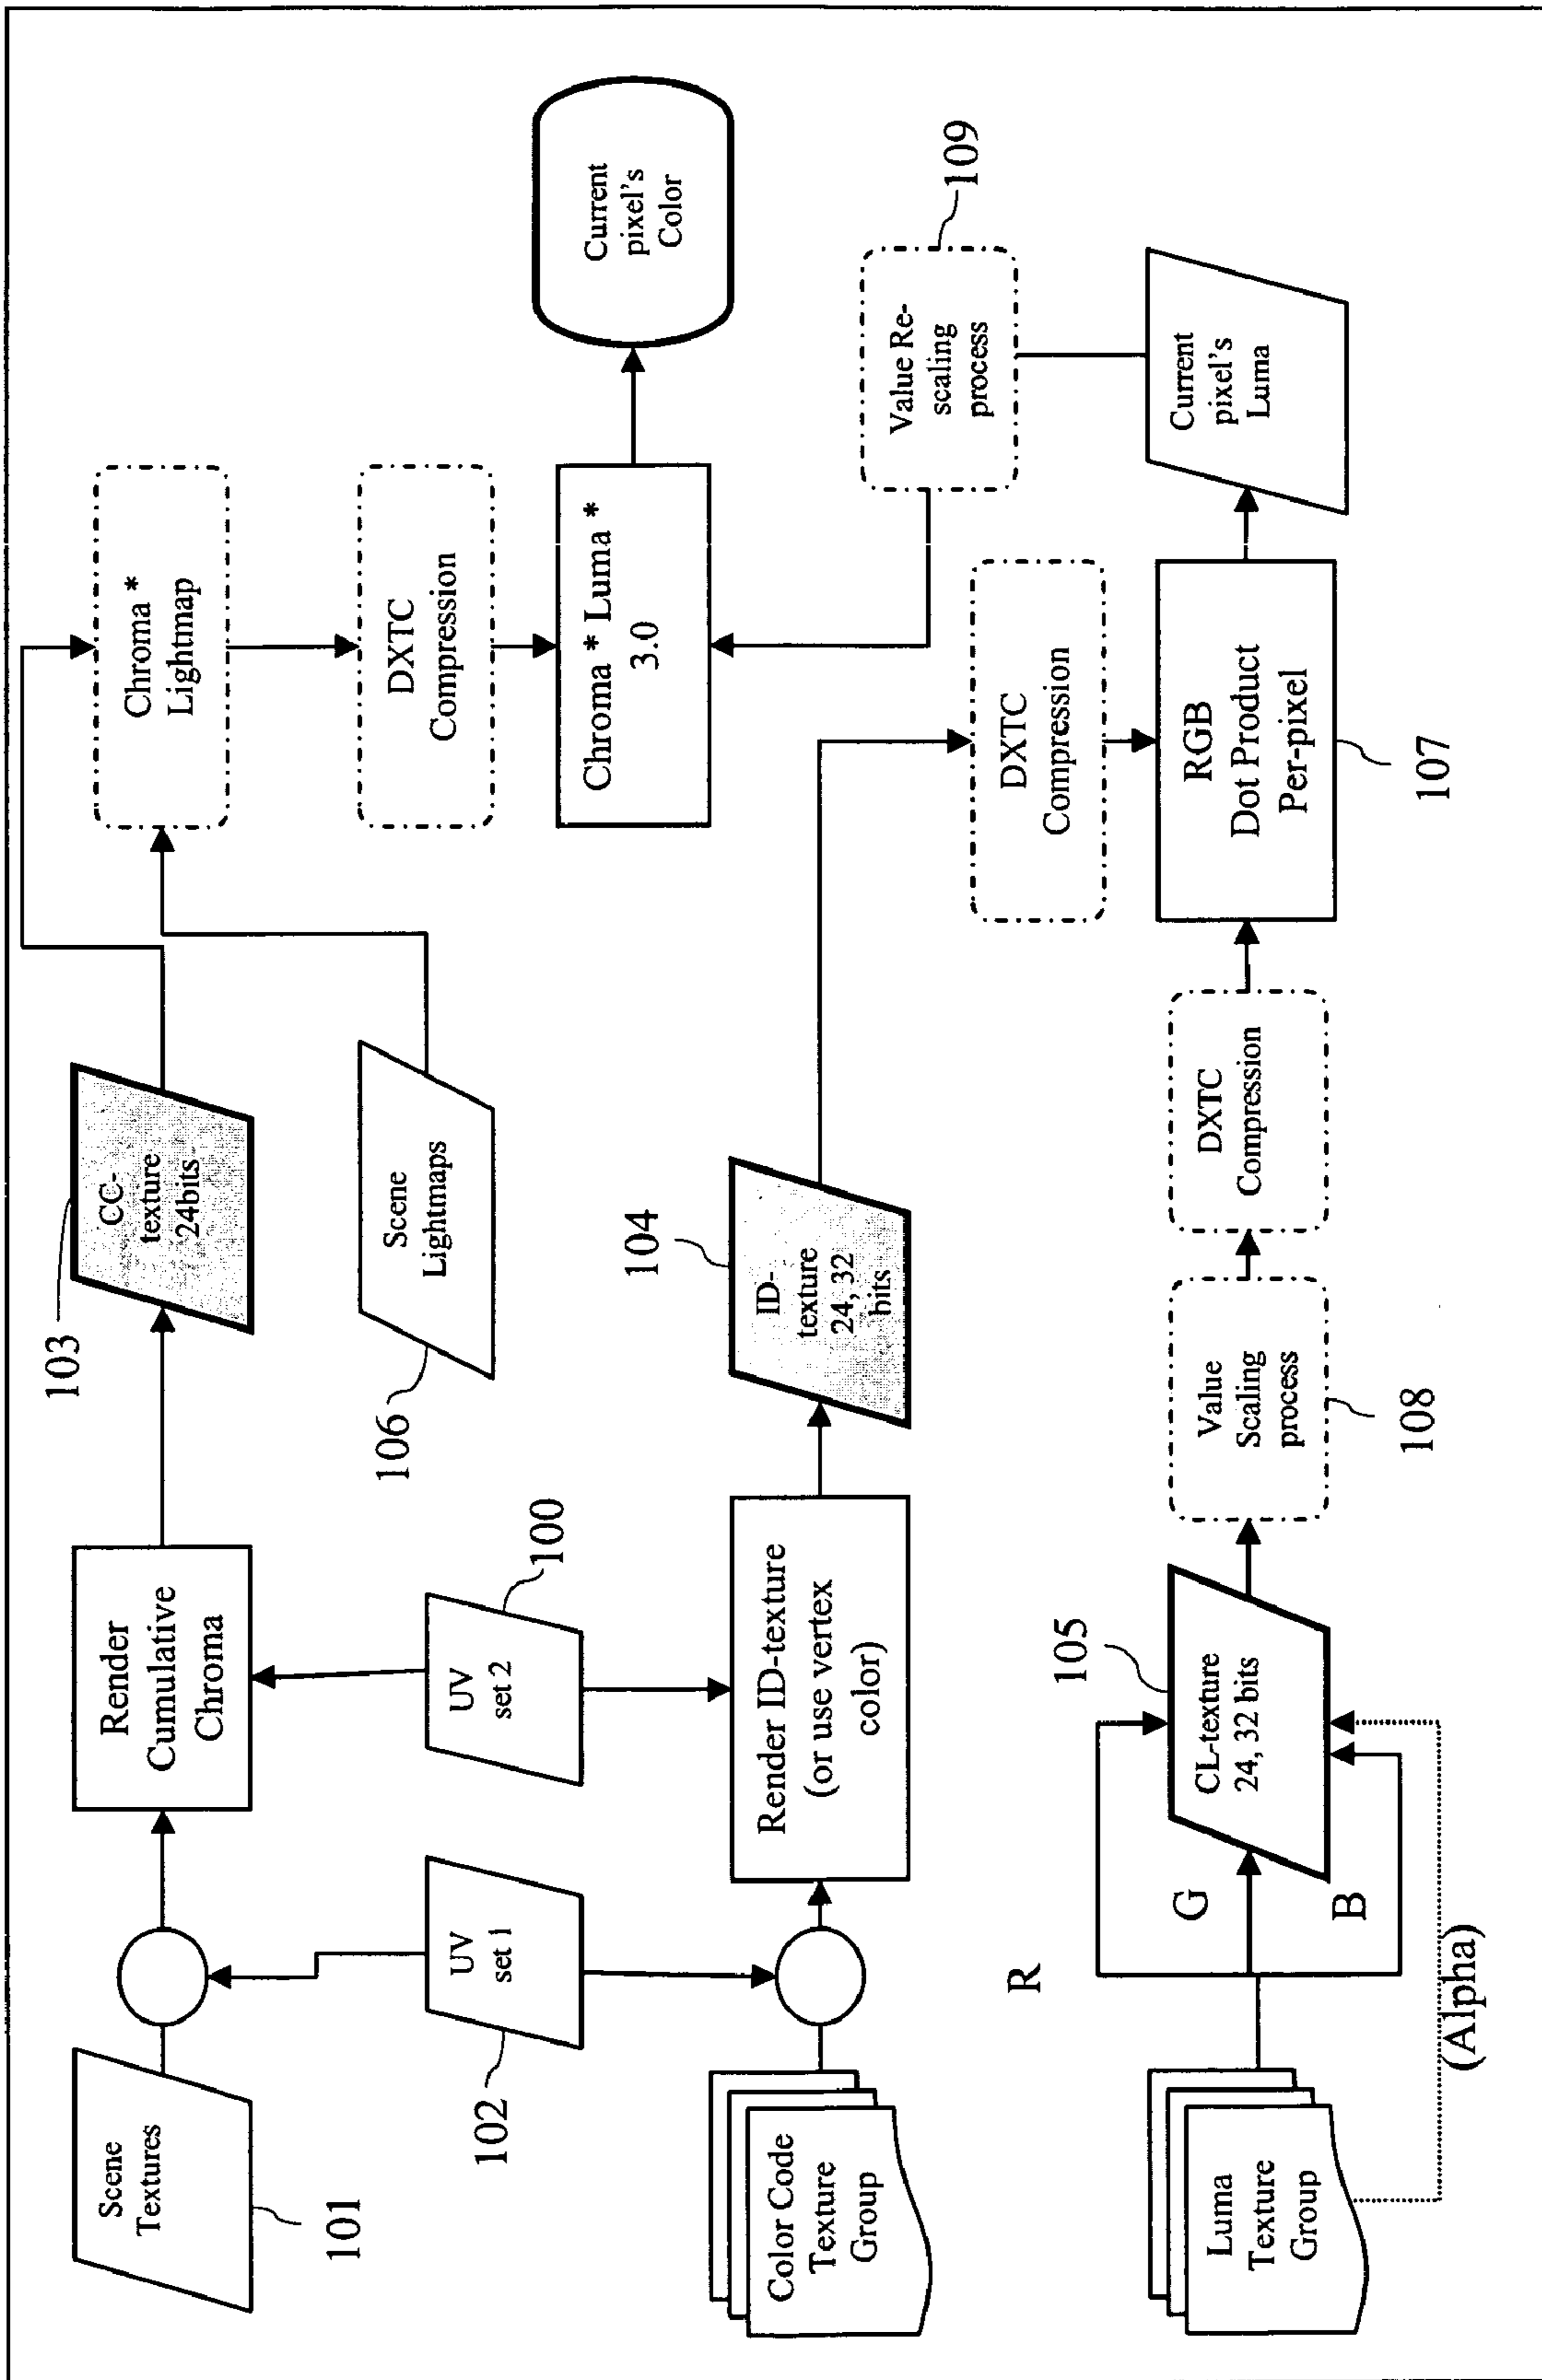 Scene
Textures
101
Render
Cumulative
Chroma
103
CC-
texture
24bits
Chroma *
Lightmap
UV
set 1
102
UV
set 2
100
Scene
Lightmaps
106
DXTC
Compression
Chroma * Luma *
3.0
Current
pixel's
Color
Color Code
Texture
Group
Render ID-texture
(or use vertex
color)
104
ID-
texture
24, 32
bits
DXTC
Compression
Value Re-
scaling
process
109
Luma
Texture
Group
R
G
B
(Alpha)
105
CL-texture
24, 32 bits
Value
Scaling
process
108
DXTC
Compression
RGB
Dot Product
Per-pixel
107
Current
pixel's
Luma